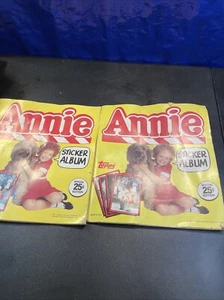 Annie
STICKER
ALBUM
25¢
Annie
STICKER
ALBUM
Topps
25¢